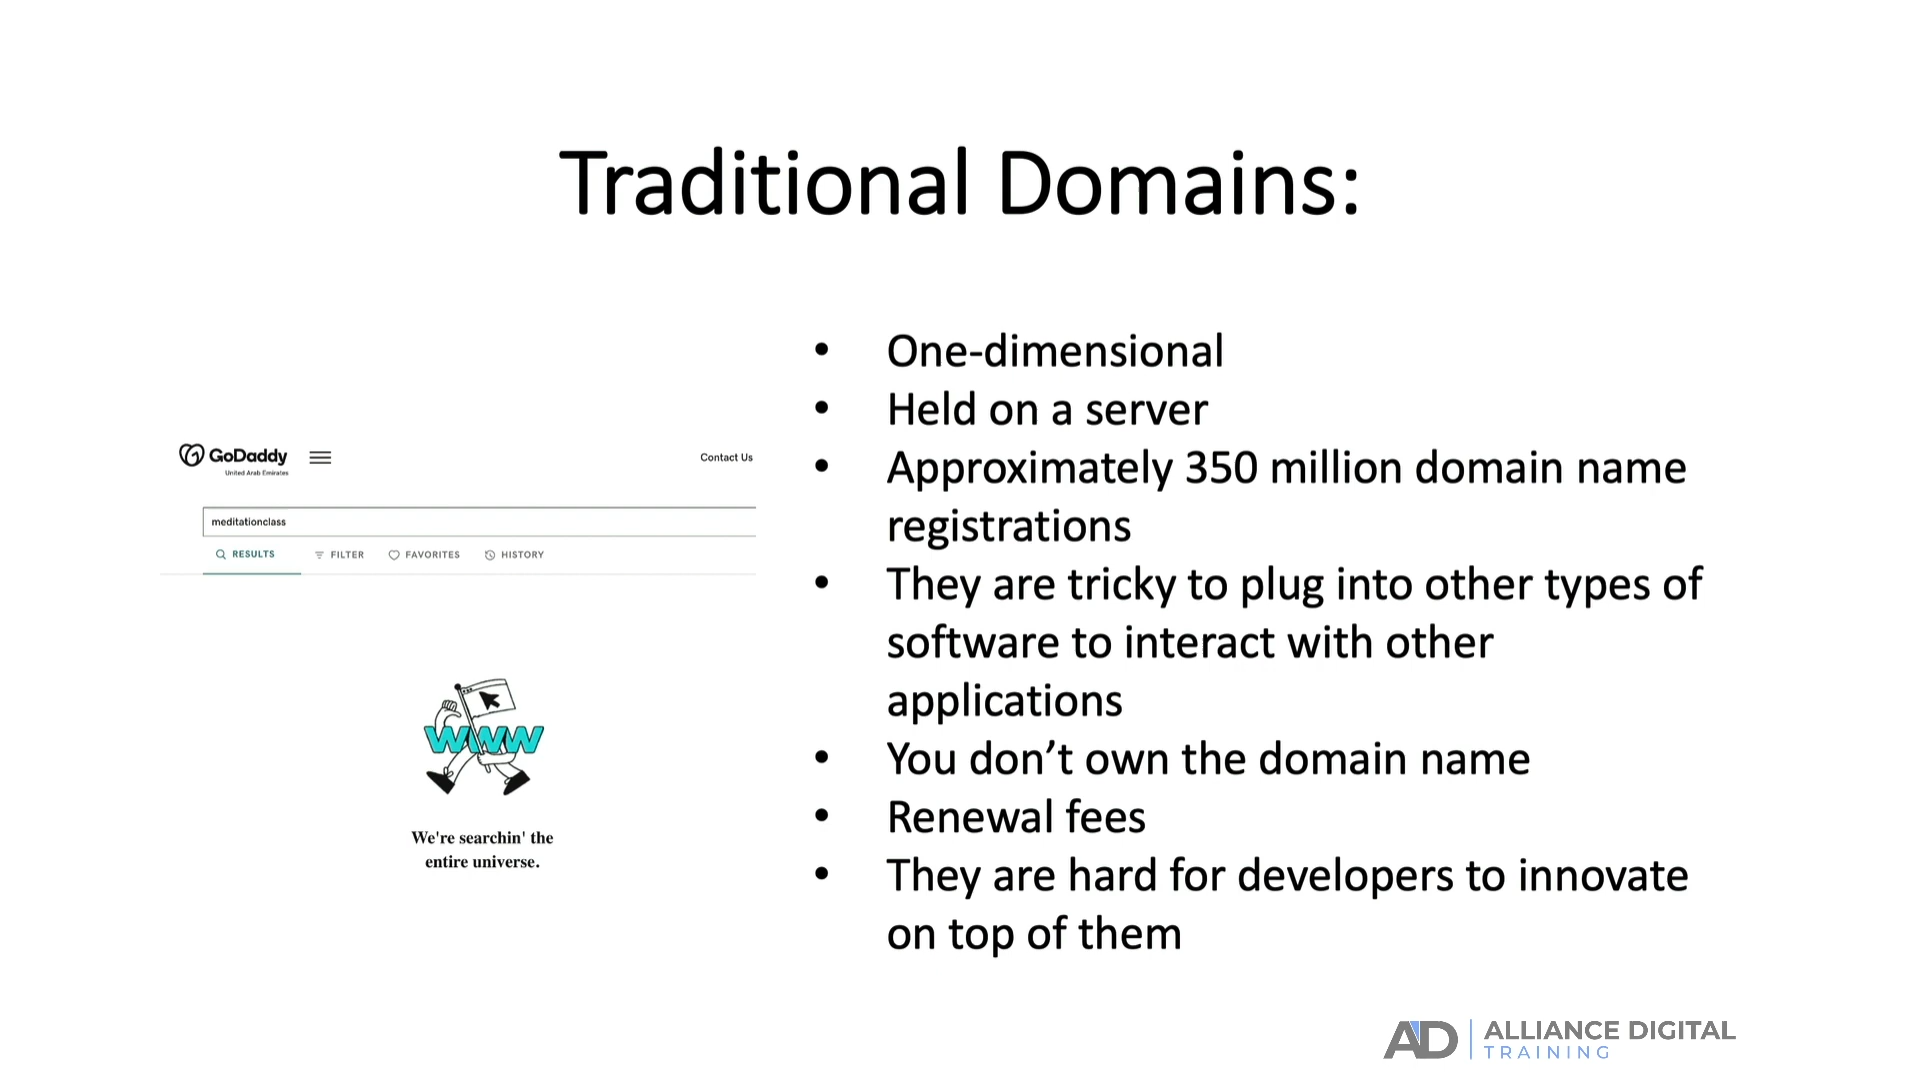 Traditional Domains:
GoDaddy
United Arab Emirates
Contact Us
meditationclass
RESULTS FILTER FAVORITES HISTORY
www
We're searchin' the
entire universe.
• One-dimensional
• Held on a server
• Approximately 350 million domain name
registrations
• They are tricky to plug into other types of
software to interact with other
applications
• You don’t own the domain name
• Renewal fees
• They are hard for developers to innovate
on top of them
AD ALLIANCE DIGITAL
TRAINING